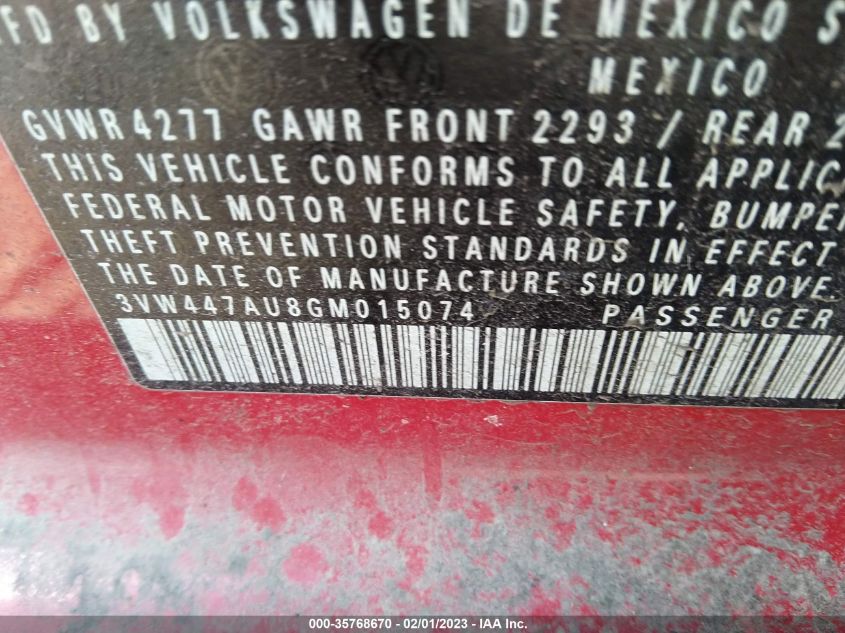 MFD BY VOLKSWAGEN DE MEXICO S
MEXICO
GVWR 4277 GAWR FRONT 2293 / REAR 2
THIS VEHICLE CONFORMS TO ALL APPLIC
FEDERAL MOTOR VEHICLE SAFETY, BUMPE
THEFT PREVENTION STANDARDS IN EFFECT
THE DATE OF MANUFACTURE SHOWN ABOVE.
3VW447AU8GM015074 PASSENGER
000-35768670 - 02/01/2023 - IAA Inc.